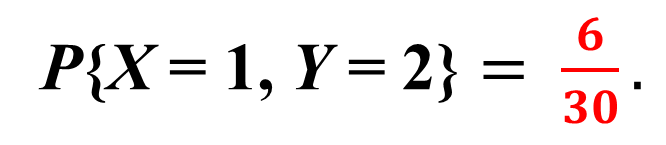 P{X = 1, Y = 2} = 6/30.